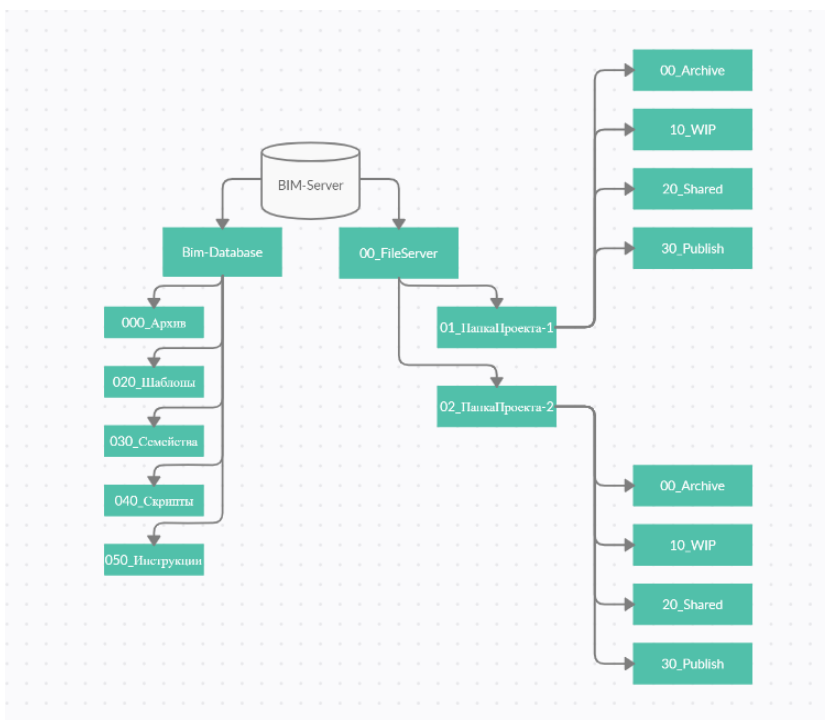 BIM-Server
Bim-Database
000_Архив
020_Шаблоны
030_Семейства
040_Скрипты
050_Инструкции
00_FileServer
01_ПапкаПроекта-1
00_Archive
10_WIP
20_Shared
30_Publish
02_ПапкаПроекта-2
00_Archive
10_WIP
20_Shared
30_Publish